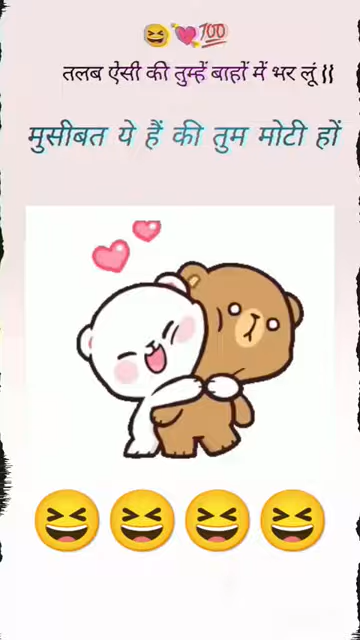 😆💘💯
तलब ऐसी की तुम्हें बाहों में भर लूं ‌‌‌‌{{
मुसीबत ये हैं की तुम मोटी हों